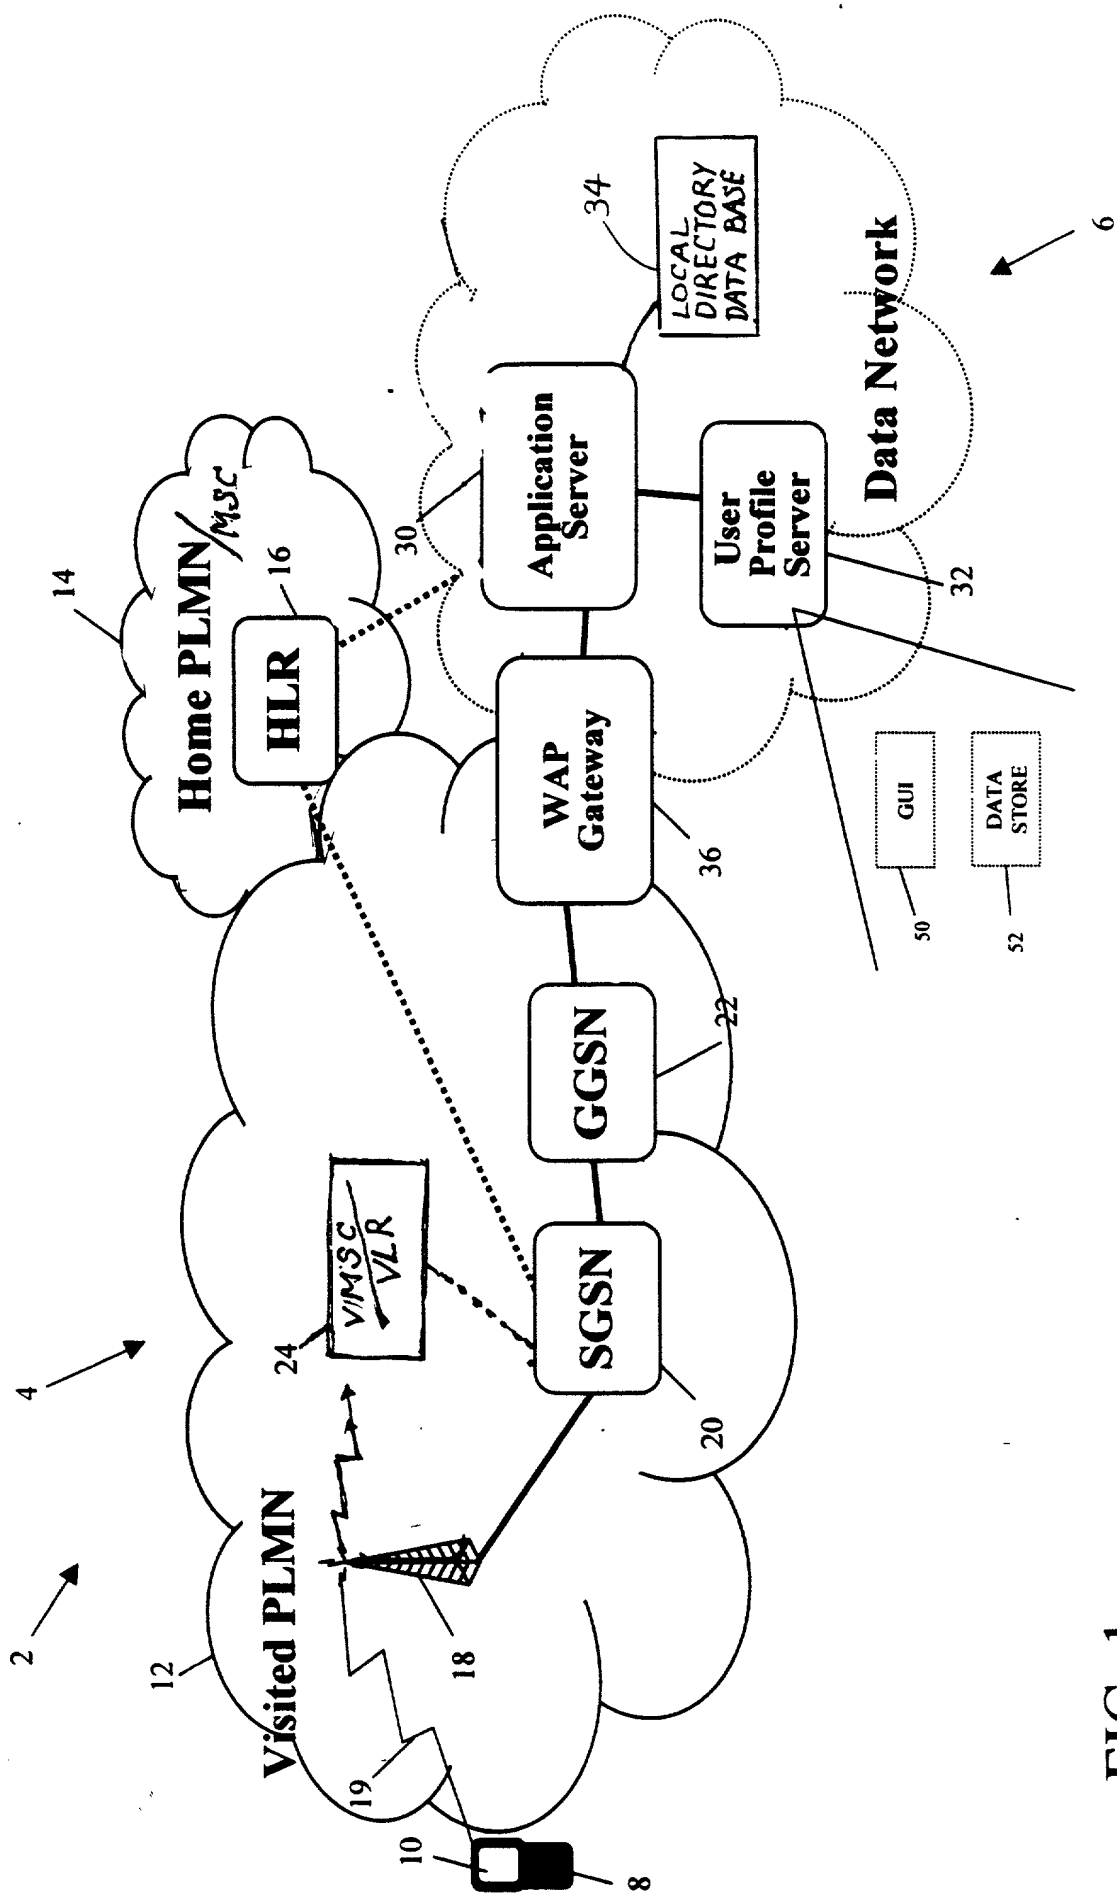 2
4
12
Visited PLMN
24
V/MSC
VLR
19
18
10
8
SGSN
20
GGSN
22
14
Home PLMN/MSC
HLR
16
WAP
Gateway
36
30
Application
Server
34
LOCAL
DIRECTORY
DATA BASE
User
Profile
Server
32
Data Network
6
GUI
50
DATA
STORE
52
FIG. 1